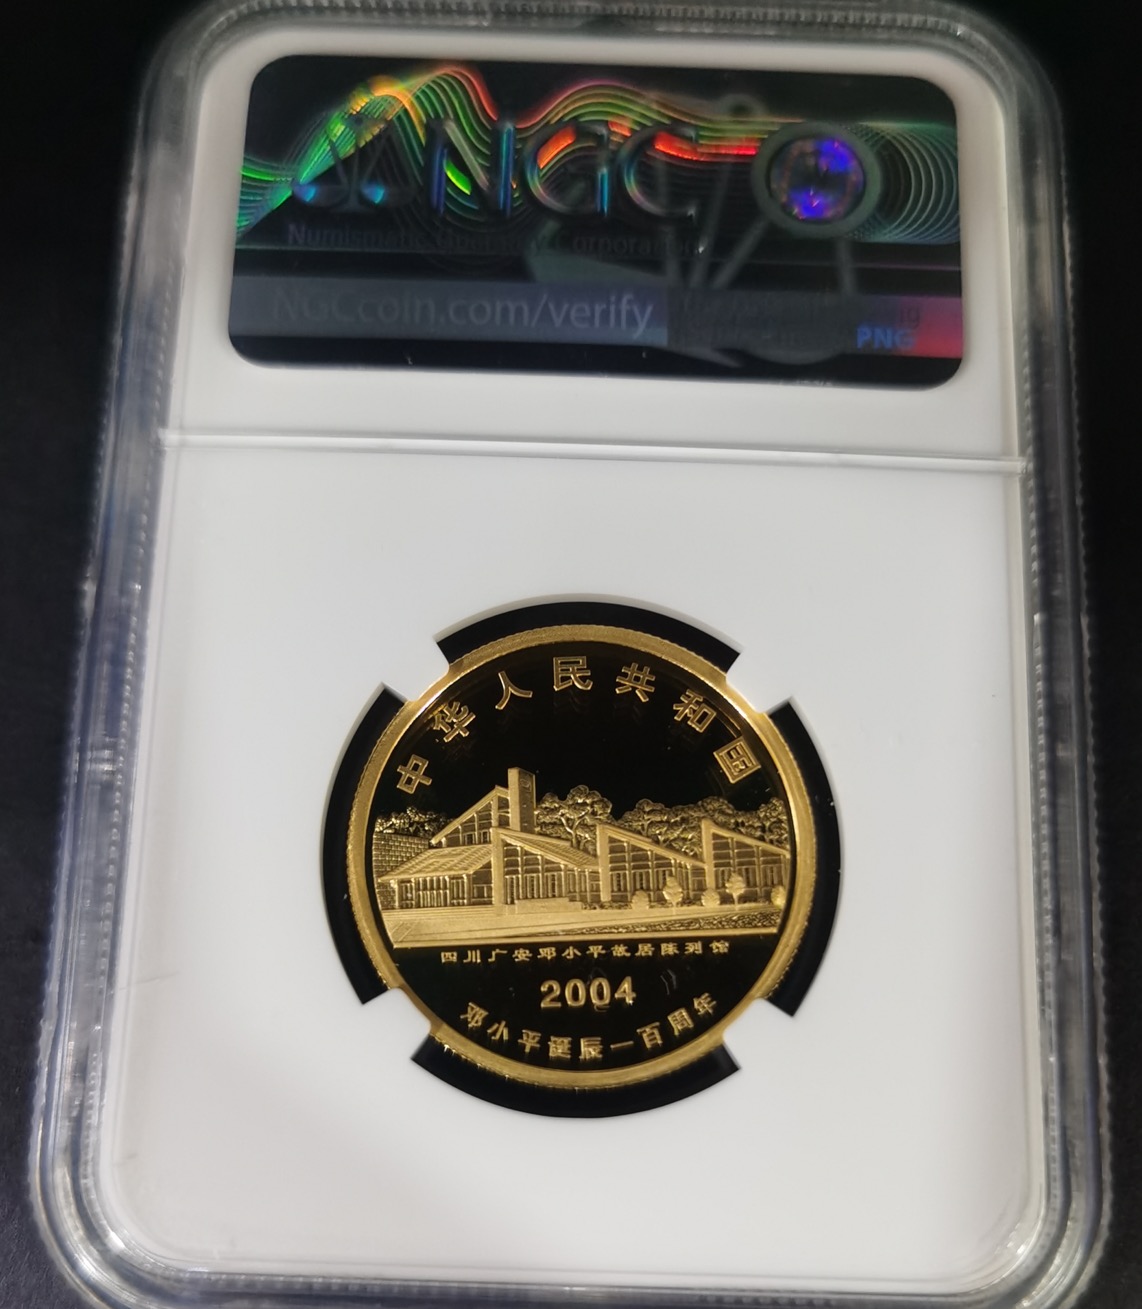 NGC
Numismatic Guaranty Corporation
NGCcoin.com/verify
PNG
中华人民共和国
四川广安邓小平故居陈列馆
2004
邓小平诞辰一百周年